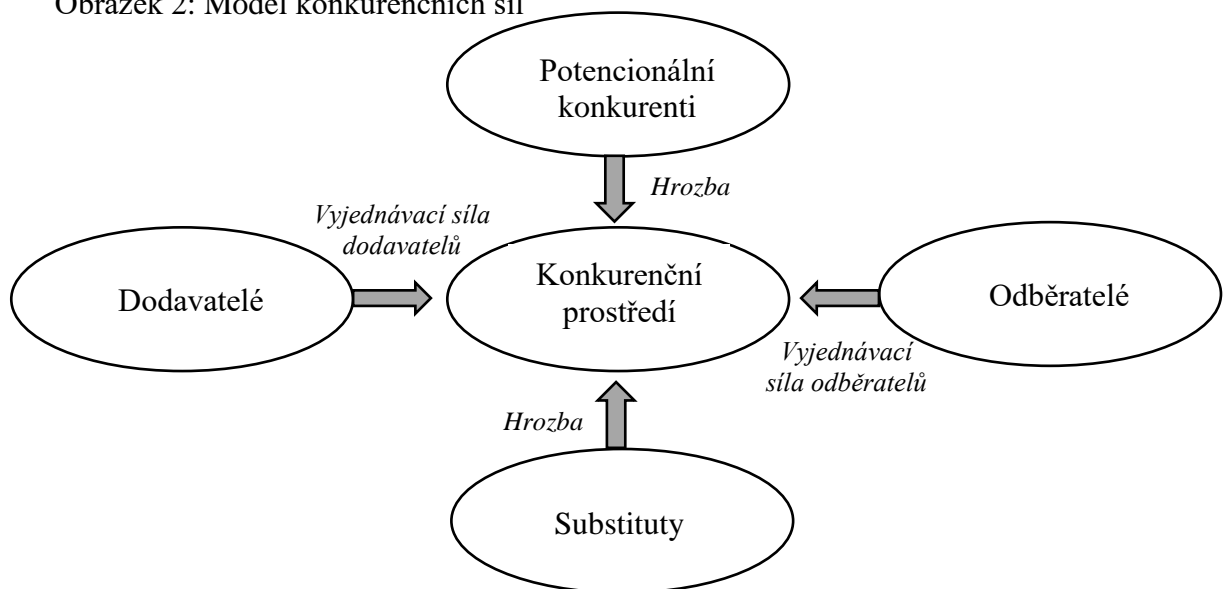 Obrázek 2: Model konkurenčních sil
Potencionální
konkurenti
Hrozba
Vyjednávací síla
dodavatelů
Dodavatelé
Konkurenční
prostředí
Odběratelé
Vyjednávací
síla odběratelů
Hrozba
Substituty